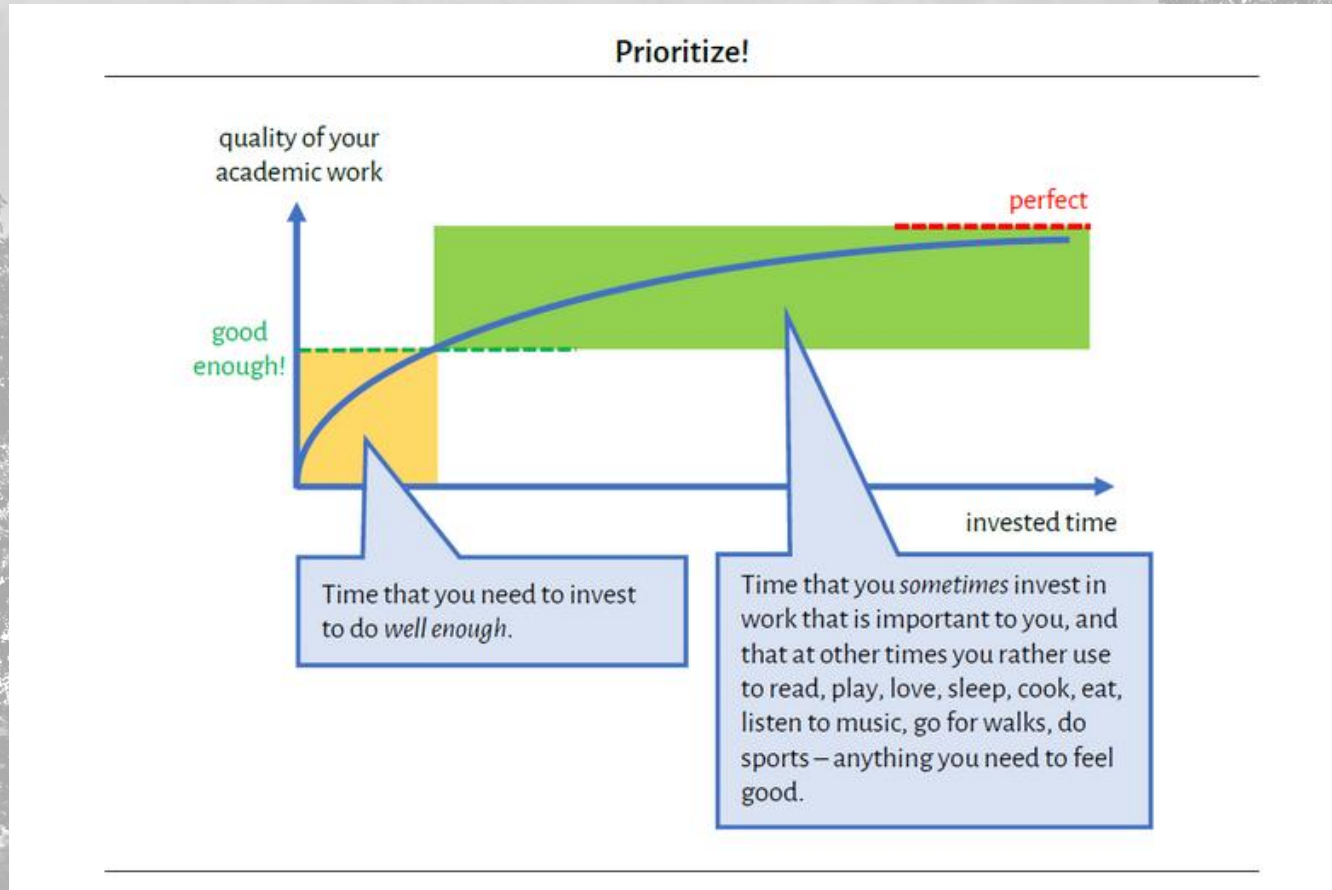 Prioritize!
quality of your
academic work
perfect
good
enough!
invested time
Time that you need to invest
to do well enough.
Time that you sometimes invest in
work that is important to you, and
that at other times you rather use
to read, play, love, sleep, cook, eat,
listen to music, go for walks, do
sports – anything you need to feel
good.